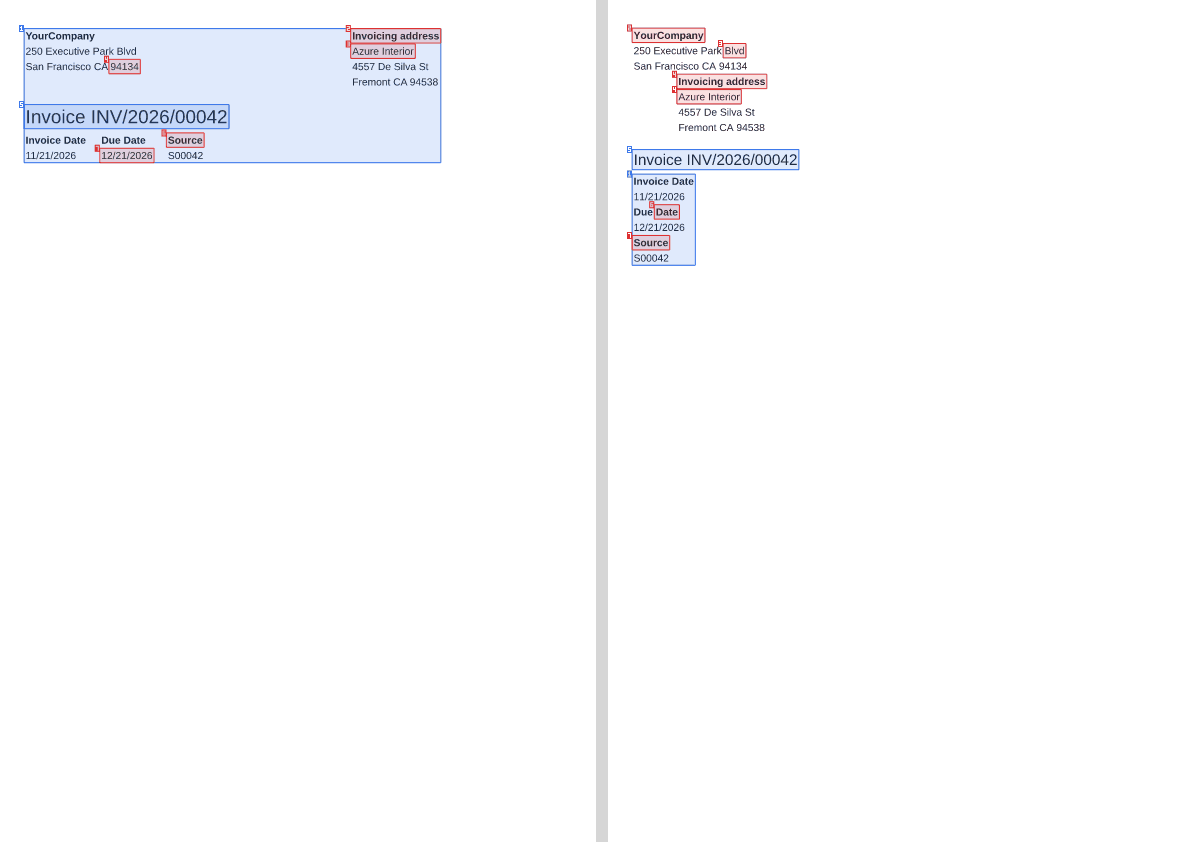 YourCompany
250 Executive Park Blvd
San Francisco CA 94134
Invoicing address
Azure Interior
4557 De Silva St
Fremont CA 94538
Invoice INV/2026/00042
Invoice Date Due Date Source
11/21/2026 12/21/2026 S00042
YourCompany
250 Executive Park Blvd
San Francisco CA 94134
Invoicing address
Azure Interior
4557 De Silva St
Fremont CA 94538
Invoice INV/2026/00042
Invoice Date
11/21/2026
Due Date
12/21/2026
Source
S00042